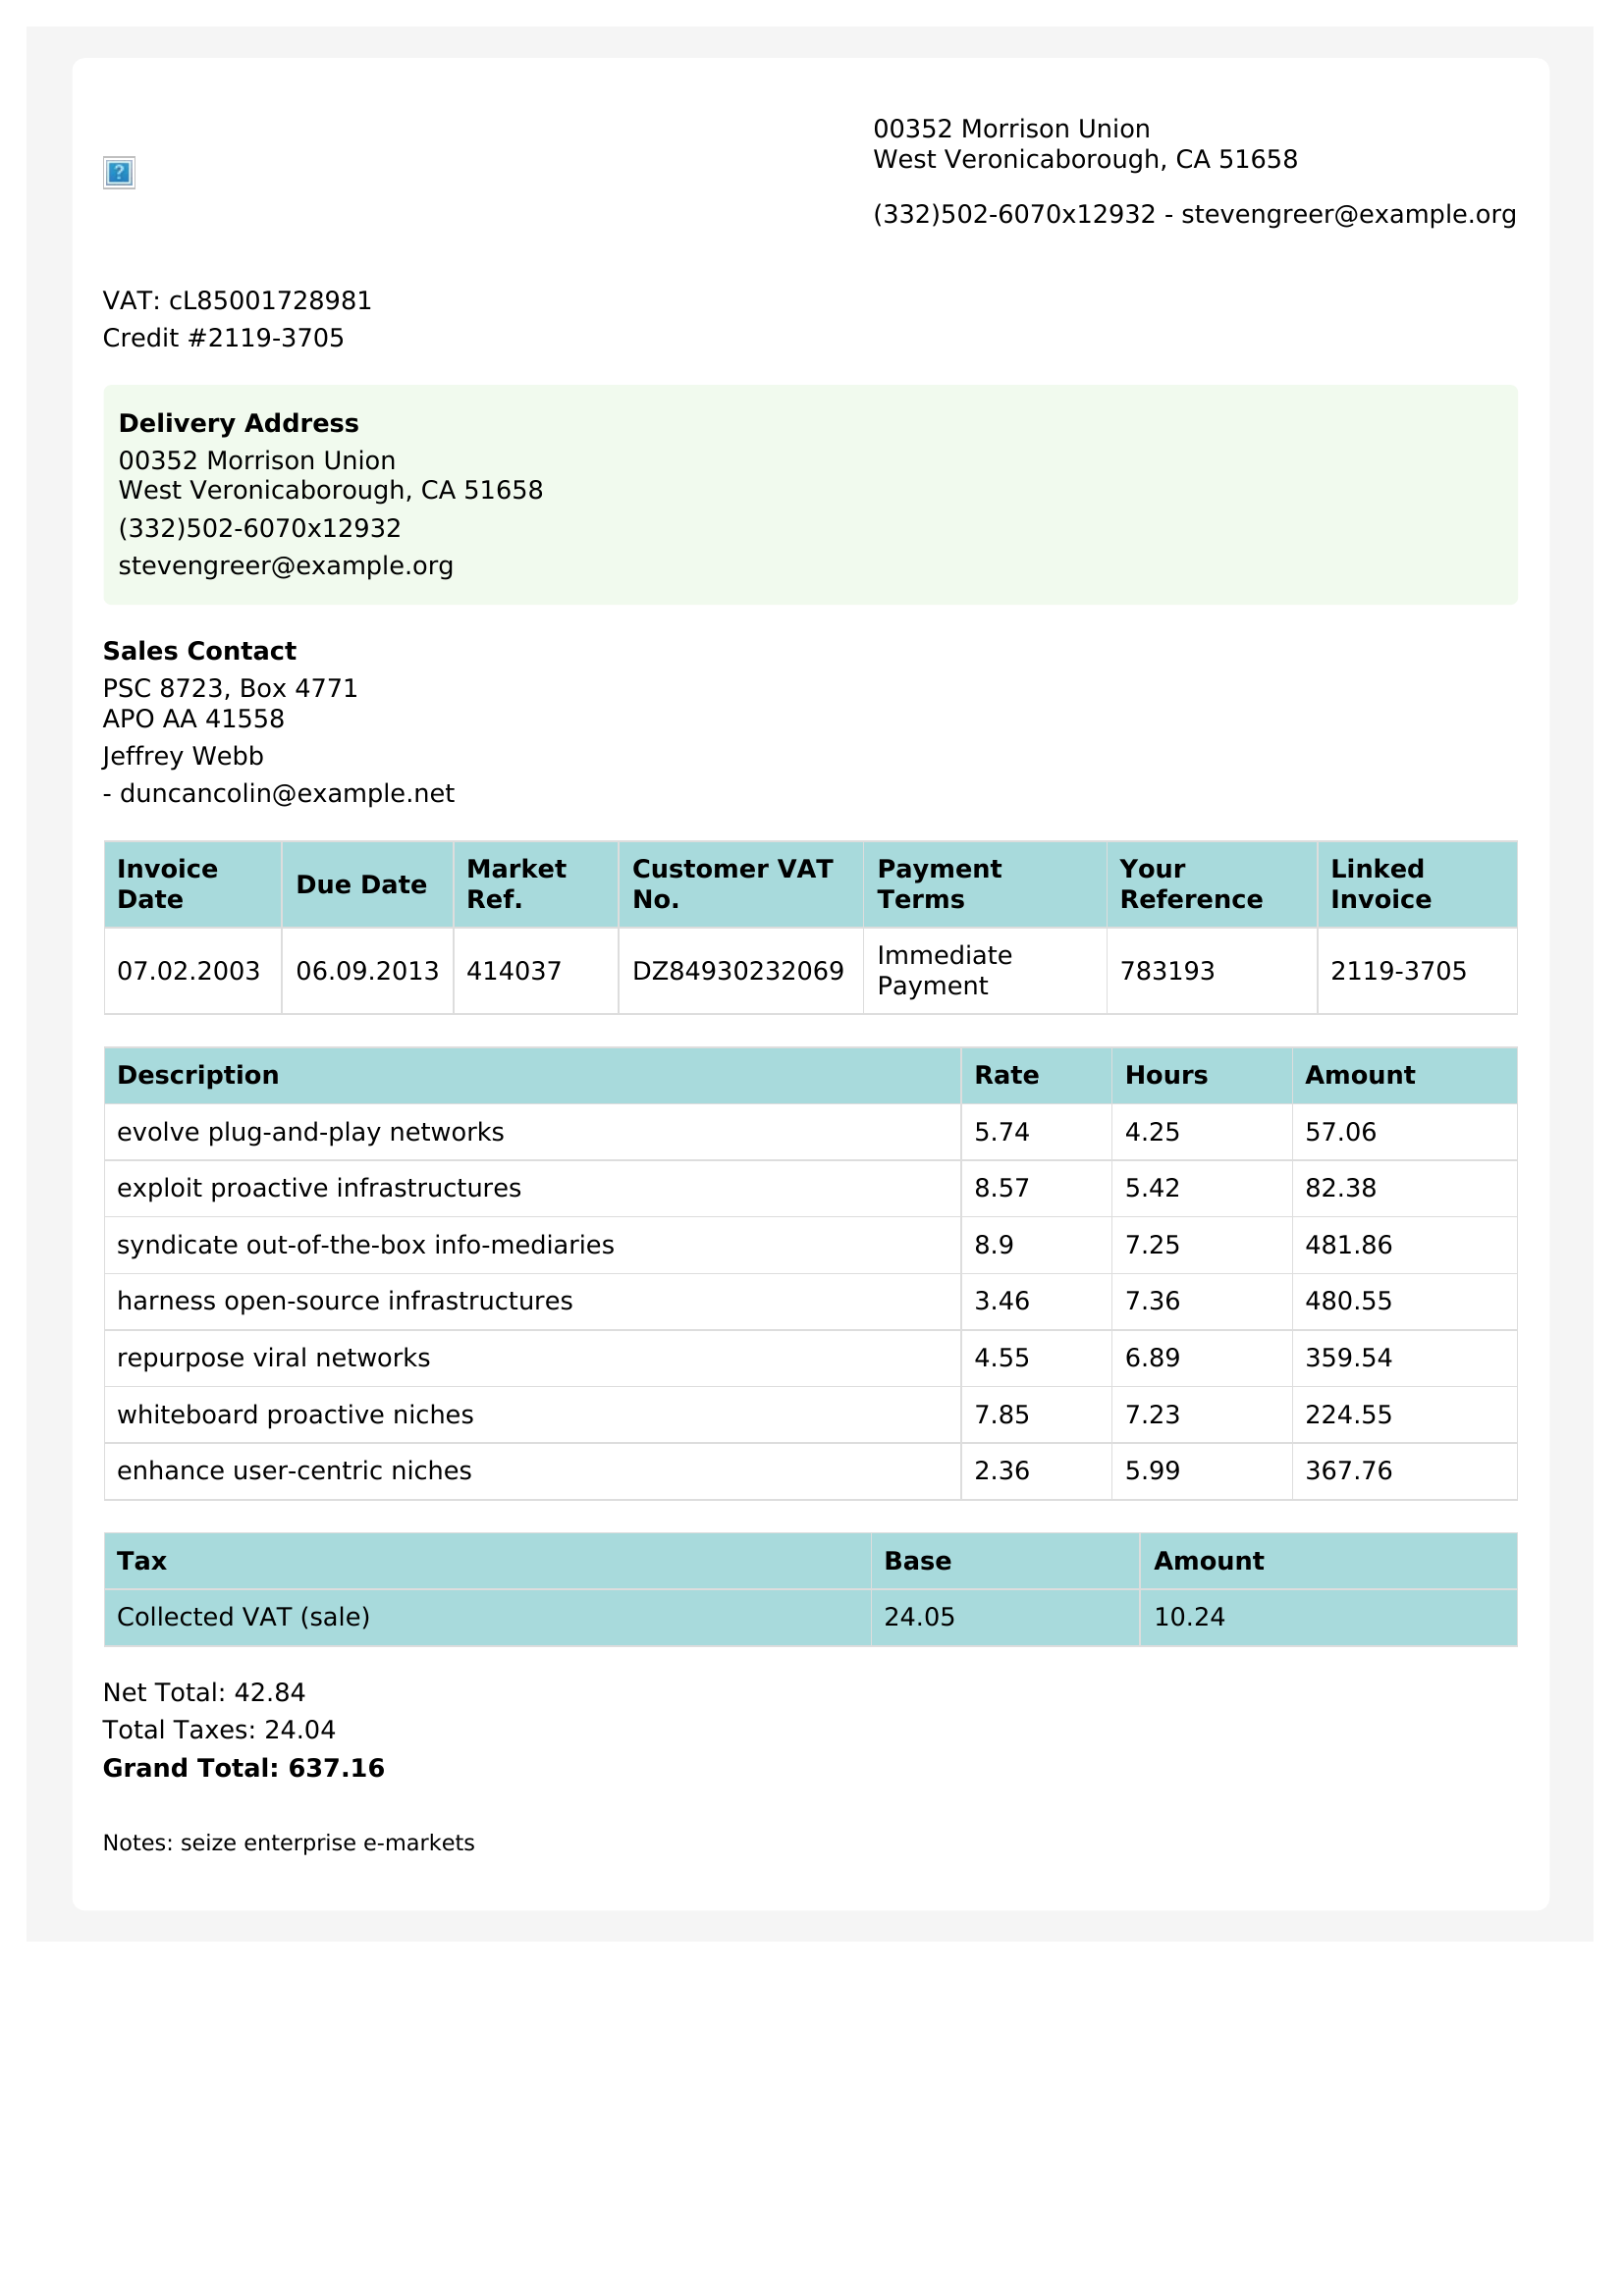 00352 Morrison Union
West Veronicaborough, CA 51658
(332)502-6070x12932 - stevengreer@example.org
VAT: cL85001728981
Credit #2119-3705
Delivery Address
00352 Morrison Union
West Veronicaborough, CA 51658
(332)502-6070x12932
stevengreer@example.org
Sales Contact
PSC 8723, Box 4771
APO AA 41558
Jeffrey Webb
- duncancolin@example.net
Invoice Date Due Date Market Ref. Customer VAT No. Payment Terms Your Reference Linked Invoice
07.02.2003 06.09.2013 414037 DZ84930232069 Immediate Payment 783193 2119-3705
Description Rate Hours Amount
evolve plug-and-play networks 5.74 4.25 57.06
exploit proactive infrastructures 8.57 5.42 82.38
syndicate out-of-the-box info-mediaries 8.9 7.25 481.86
harness open-source infrastructures 3.46 7.36 480.55
repurpose viral networks 4.55 6.89 359.54
whiteboard proactive niches 7.85 7.23 224.55
enhance user-centric niches 2.36 5.99 367.76
Tax Base Amount
Collected VAT (sale) 24.05 10.24
Net Total: 42.84
Total Taxes: 24.04
Grand Total: 637.16
Notes: seize enterprise e-markets